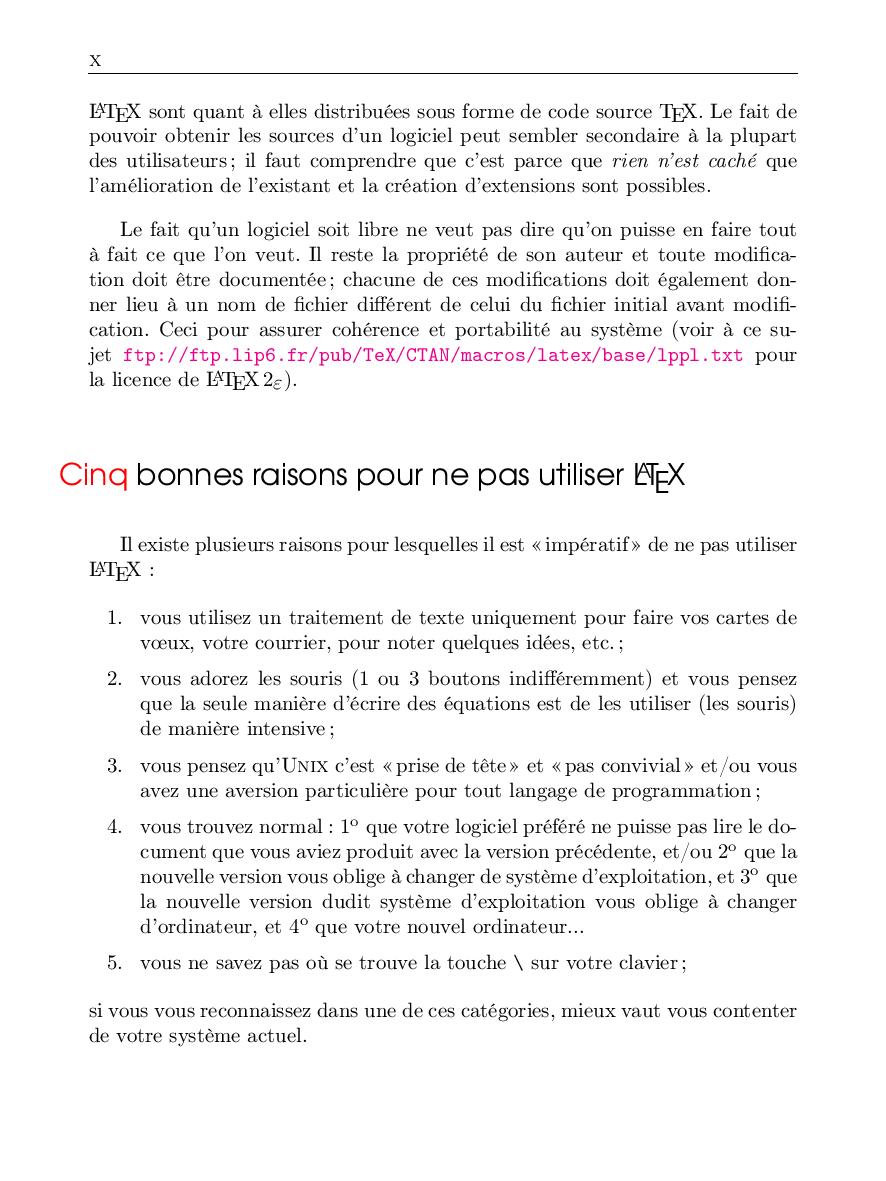 x
LATEX sont quant à elles distribuées sous forme de code source TEX. Le fait de
pouvoir obtenir les sources d'un logiciel peut sembler secondaire à la plupart
des utilisateurs ; il faut comprendre que c'est parce que rien n'est caché que
l'amélioration de l'existant et la création d'extensions sont possibles.
Le fait qu'un logiciel soit libre ne veut pas dire qu'on puisse en faire tout
à fait ce que l'on veut. Il reste la propriété de son auteur et toute modifica-
tion doit être documentée ; chacune de ces modifications doit également don-
ner lieu à un nom de fichier différent de celui du fichier initial avant modifi-
cation. Ceci pour assurer cohérence et portabilité au système (voir à ce su-
jet ftp://ftp.lip6.fr/pub/TeX/CTAN/macros/latex/base/lppl.txt pour
la licence de LATEX 2ε).
Cinq bonnes raisons pour ne pas utiliser LATEX
Il existe plusieurs raisons pour lesquelles il est « impératif » de ne pas utiliser
LATEX :
1. vous utilisez un traitement de texte uniquement pour faire vos cartes de
vœux, votre courrier, pour noter quelques idées, etc. ;
2. vous adorez les souris (1 ou 3 boutons indifféremment) et vous pensez
que la seule manière d'écrire des équations est de les utiliser (les souris)
de manière intensive ;
3. vous pensez qu'UNIX c'est « prise de tête » et « pas convivial » et/ou vous
avez une aversion particulière pour tout langage de programmation ;
4. vous trouvez normal : 1º que votre logiciel préféré ne puisse pas lire le do-
cument que vous aviez produit avec la version précédente, et/ou 2º que la
nouvelle version vous oblige à changer de système d'exploitation, et 3º que
la nouvelle version dudit système d'exploitation vous oblige à changer
d'ordinateur, et 4º que votre nouvel ordinateur...
5. vous ne savez pas où se trouve la touche \ sur votre clavier ;
si vous vous reconnaissez dans une de ces catégories, mieux vaut vous contenter
de votre système actuel.